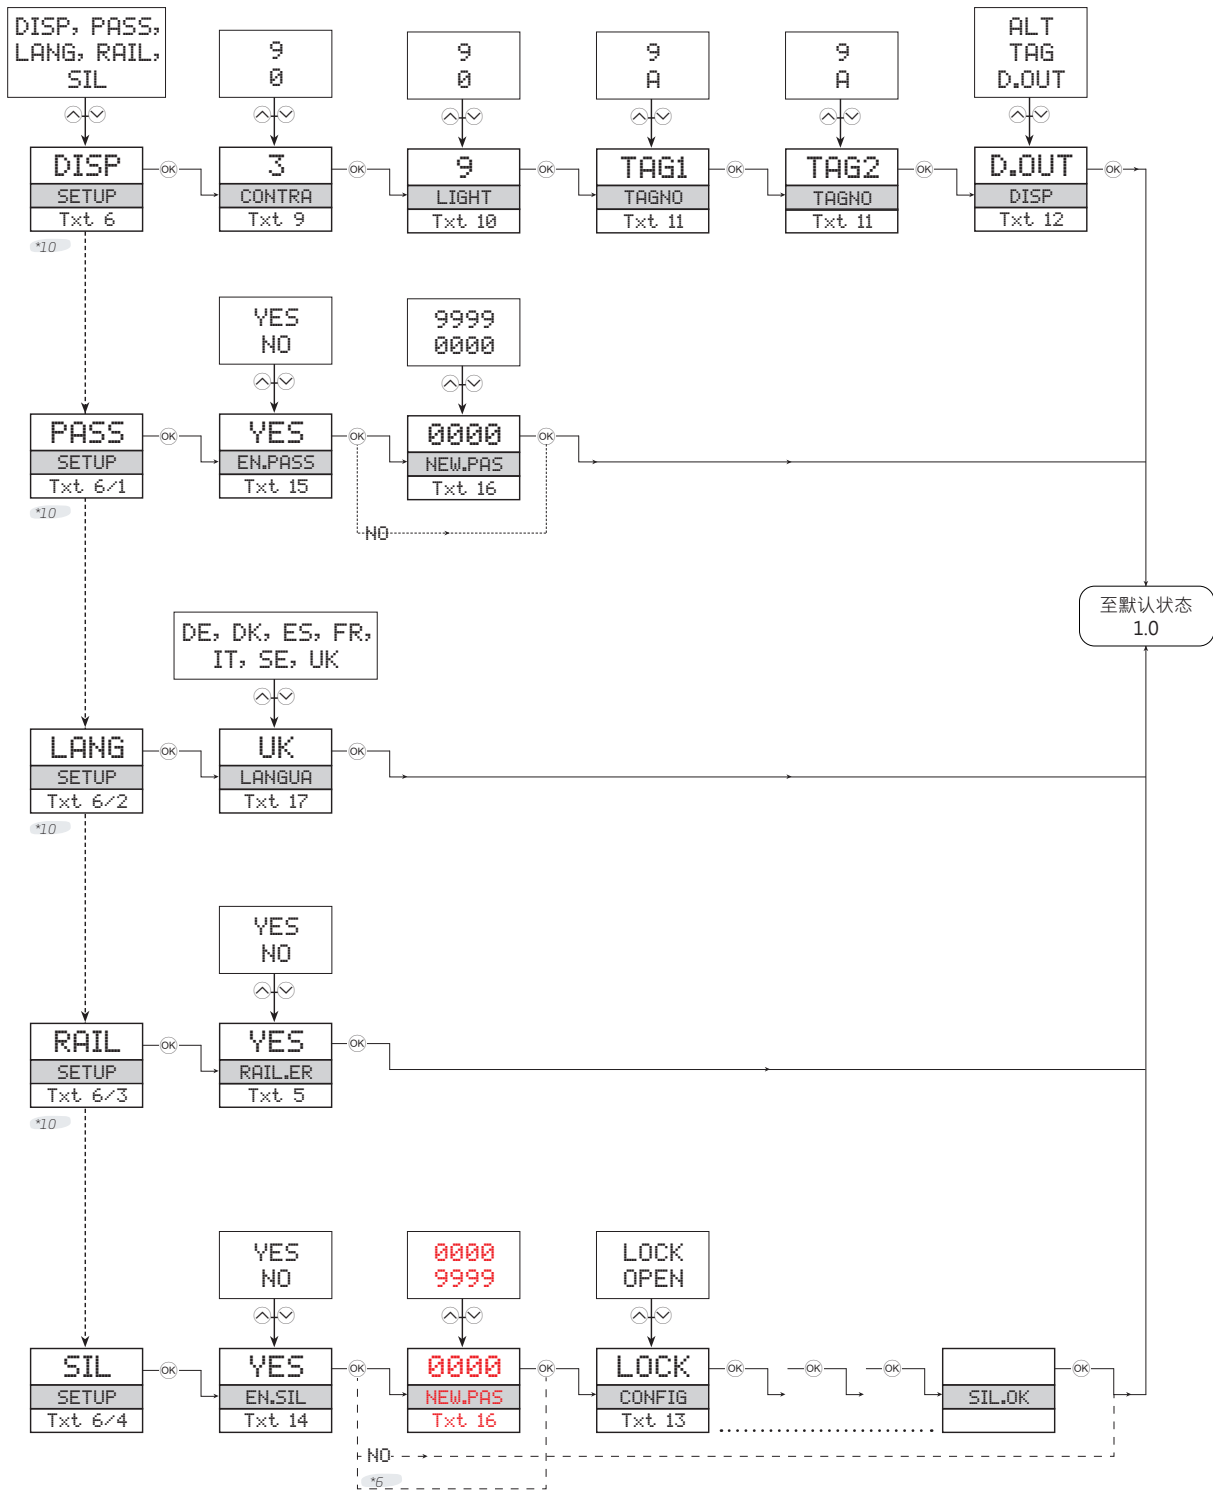 DISP, PASS,
LANG, RAIL,
SIL
9
0
9
0
9
A
9
A
ALT
TAG
D.OUT
DISP
SETUP
Txt 6
OK
3
CONTRA
Txt 9
OK
9
LIGHT
Txt 10
OK
TAG1
TAGNO
Txt 11
OK
TAG2
TAGNO
Txt 11
OK
D.OUT
DISP
Txt 12
OK
*10
YES
NO
9999
0000
PASS
SETUP
Txt 6/1
OK
YES
EN.PASS
Txt 15
OK
0000
NEW.PAS
Txt 16
OK
*10
NO
至默认状态
1.0
DE, DK, ES, FR,
IT, SE, UK
LANG
SETUP
Txt 6/2
OK
UK
LANGUA
Txt 17
OK
*10
YES
NO
RAIL
SETUP
Txt 6/3
OK
YES
RAIL.ER
Txt 5
OK
*10
YES
NO
0000
9999
LOCK
OPEN
SIL
SETUP
Txt 6/4
OK
YES
EN.SIL
Txt 14
OK
0000
NEW.PAS
Txt 16
OK
LOCK
CONFIG
Txt 13
OK
OK
OK
SIL.OK
OK
NO
*6